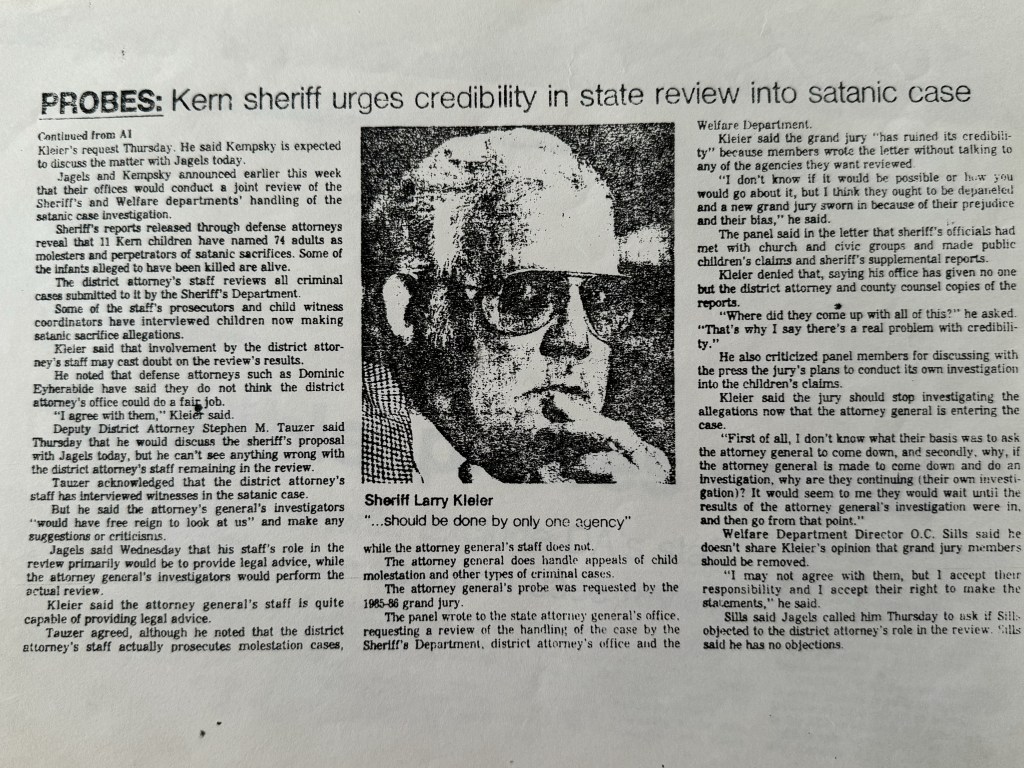 PROBES: Kern sheriff urges credibility in state review into satanic case
Continued from A1
Kleier's request Thursday. He said Kempsky is expected
to discuss the matter with Jagels today.
Jagels and Kempsky announced earlier this week
that their offices would conduct a joint review of the
Sheriff's and Welfare departments' handling of the
satanic case investigation.
Sheriff's reports released through defense attorneys
reveal that 11 Kern children have named 74 adults as
molesters and perpetrators of satanic sacrifices. Some of
the infants alleged to have been killed are alive.
The district attorney's staff reviews all criminal
cases submitted to it by the Sheriff's Department.
Some of the staff's prosecutors and child witness
coordinators have interviewed children now making
satanic sacrifice allegations.
Kleier said that involvement by the district attor-
ney's staff may cast doubt on the review's results.
He noted that defense attorneys such as Dominic
Eyherabide have said they do not think the district
attorney's office could do a fair job.
"I agree with them," Kleier said.
Deputy District Attorney Stephen M. Tauzer said
Thursday that he would discuss the sheriff's proposal
with Jagels today, but he can't see anything wrong with
the district attorney's staff remaining in the review.
Tauzer acknowledged that the district attorney's
staff has interviewed witnesses in the satanic case.
But he said the attorney's general's investigators
"would have free reign to look at us" and make any
suggestions or criticisms.
Jagels said Wednesday that his staff's role in the
review primarily would be to provide legal advice, while
the attorney general's investigators would perform the
actual review.
Kleier said the attorney general's staff is quite
capable of providing legal advice.
Tauzer agreed, although he noted that the district
attorney's staff actually prosecutes molestation cases,
Sheriff Larry Kleier
"...should be done by only one agency"
while the attorney general's staff does not.
The attorney general does handle appeals of child
molestation and other types of criminal cases.
The attorney general's probe was requested by the
1985-86 grand jury.
The panel wrote to the state attorney general's office,
requesting a review of the handling of the case by the
Sheriff's Department, district attorney's office and the
Welfare Department.
Kleier said the grand jury "has ruined its credibili-
ty" because members wrote the letter without talking to
any of the agencies they want reviewed.
"I don't know if it would be possible or how you
would go about it, but I think they ought to be depaneled
and a new grand jury sworn in because of their prejudice
and their bias," he said.
The panel said in the letter that sheriff's officials had
met with church and civic groups and made public
children's claims and sheriff's supplemental reports.
Kleier denied that, saying his office has given no one
but the district attorney and county counsel copies of the
reports.
"Where did they come up with all of this?" he asked.
"That's why I say there's a real problem with credibili-
ty."
He also criticized panel members for discussing with
the press the jury's plans to conduct its own investigation
into the children's claims.
Kleier said the jury should stop investigating the
allegations now that the attorney general is entering the
case.
"First of all, I don't know what their basis was to ask
the attorney general to come down, and secondly, why, if
the attorney general is made to come down and do an
investigation, why are they continuing (their own investi-
gation)? It would seem to me they would wait until the
results of the attorney general's investigation were in,
and then go from that point."
Welfare Department Director O.C. Sills said he
doesn't share Kleier's opinion that grand jury members
should be removed.
"I may not agree with them, but I accept their
responsibility and I accept their right to make the
statements," he said.
Sills said Jagels called him Thursday to ask if Sills
objected to the district attorney's role in the review. Sills
said he has no objections.